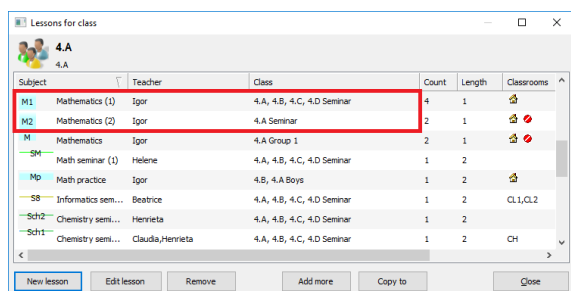 Lessons for class
4.A
4.A
Subject Teacher Class Count Length Classrooms
M1 Mathematics (1) Igor 4.A, 4.B, 4.C, 4.D Seminar 4 1
M2 Mathematics (2) Igor 4.A Seminar 2 1
M Mathematics Igor 4.A Group 1 2 1
SM Math seminar (1) Helene 4.A, 4.B, 4.C, 4.D Seminar 1 2
Mp Math practice Igor 4.B, 4.A Boys 1 2
S8 Informatics sem... Beatrice 4.A, 4.B, 4.C, 4.D Seminar 1 2 CL1,CL2
Sch2 Chemistry semi... Henrieta 4.A, 4.B, 4.C, 4.D Seminar 1 2
Sch1 Chemistry semi... Claudia,Henrieta 4.A, 4.B, 4.C, 4.D Seminar 1 2 CH
New lesson Edit lesson Remove Add more Copy to Close